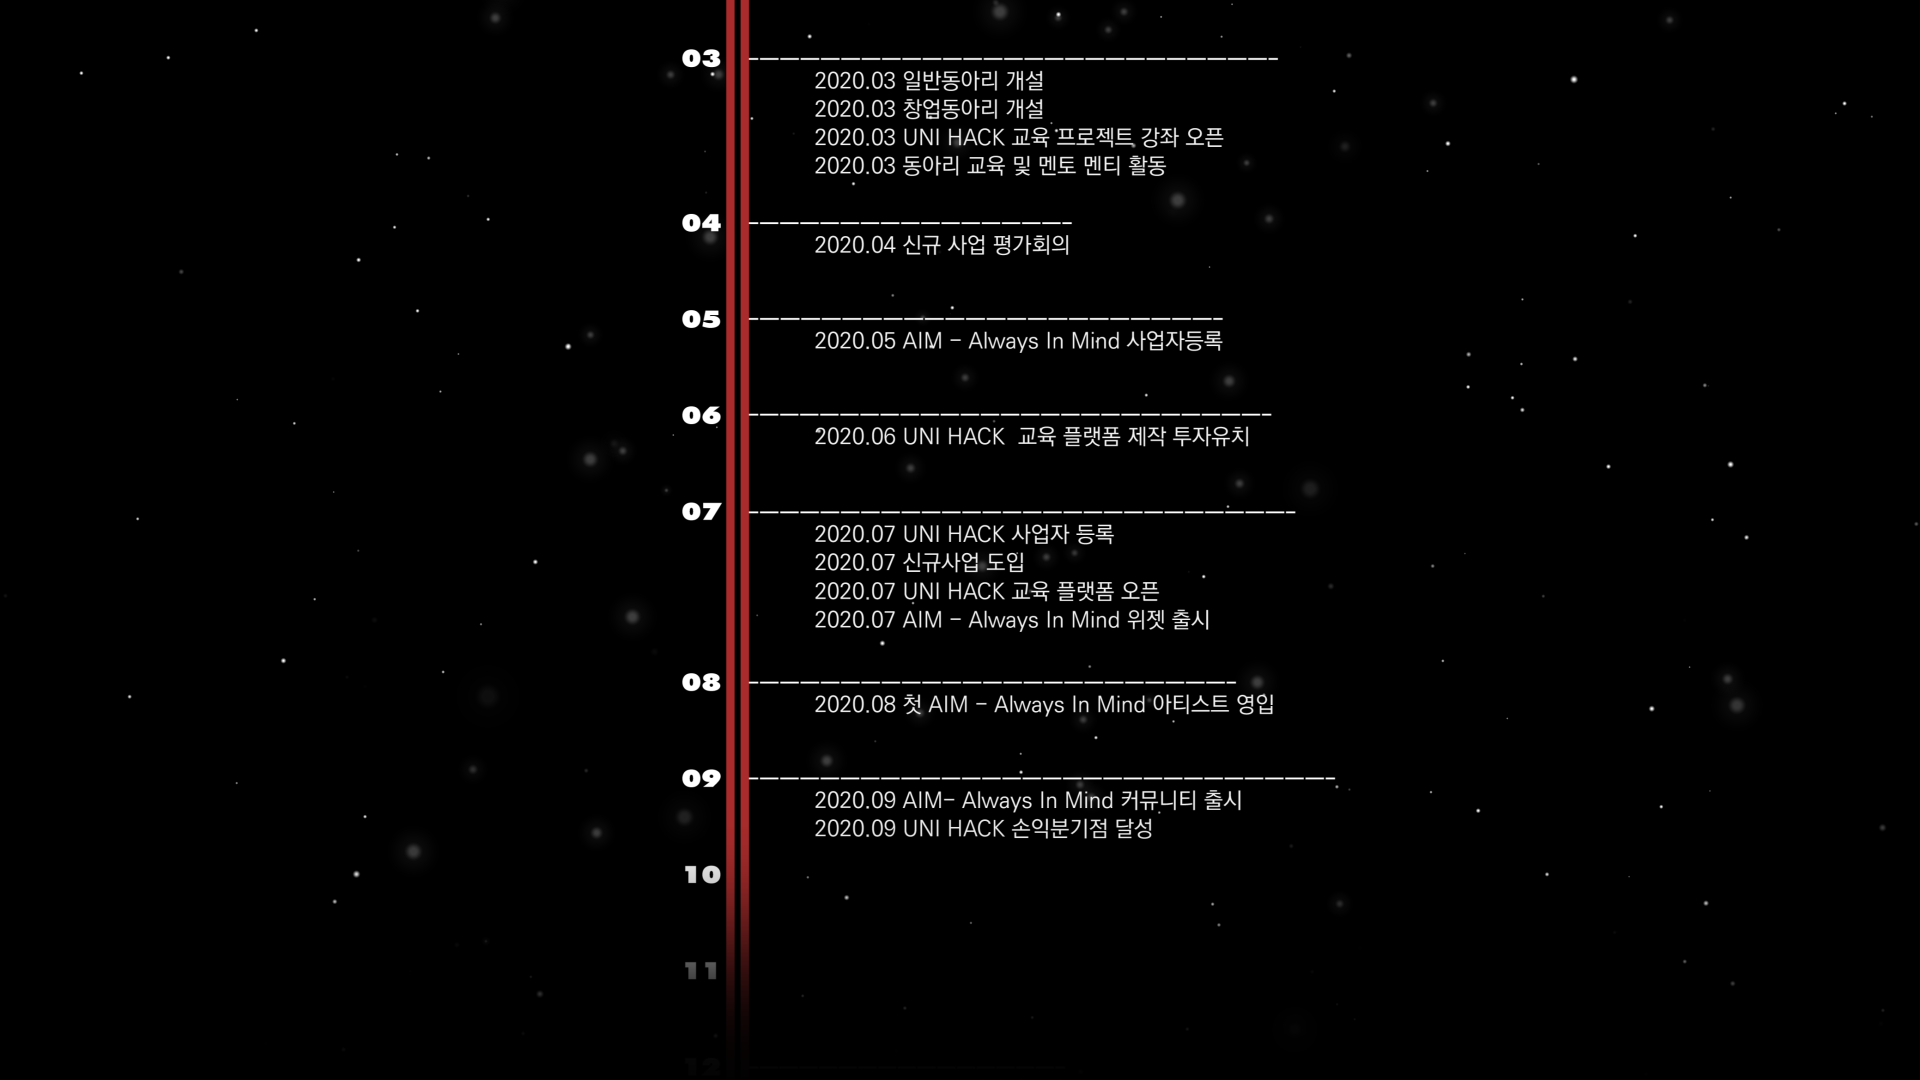 03
2020.03 일반동아리 개설
2020.03 창업동아리 개설
2020.03 UNI HACK 교육 프로젝트 강좌 오픈
2020.03 동아리 교육 및 멘토 멘티 활동
04
2020.04 신규 사업 평가회의
05
2020.05 AIM - Always In Mind 사업자등록
06
2020.06 UNI HACK 교육 플랫폼 제작 투자유치
07
2020.07 UNI HACK 사업자 등록
2020.07 신규사업 도입
2020.07 UNI HACK 교육 플랫폼 오픈
2020.07 AIM - Always In Mind 위젯 출시
08
2020.08 첫 AIM - Always In Mind 아티스트 영입
09
2020.09 AIM- Always In Mind 커뮤니티 출시
2020.09 UNI HACK 손익분기점 달성
10
11
12